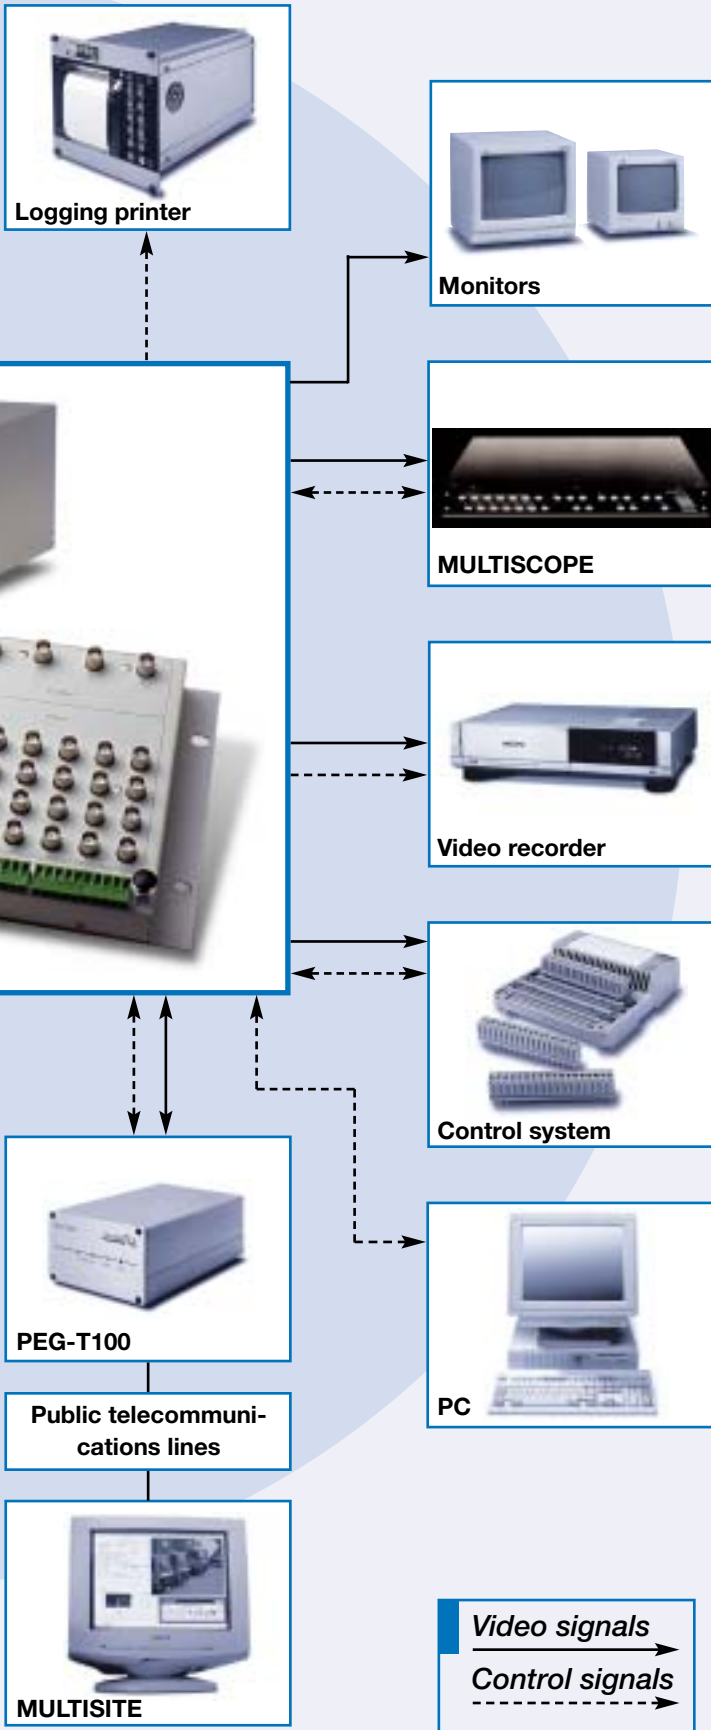 Logging printer
Monitors
MULTISCOPE
Video recorder
Control system
PEG-T100
PC
Public telecommuni-
cations lines
MULTISITE
Video signals
Control signals